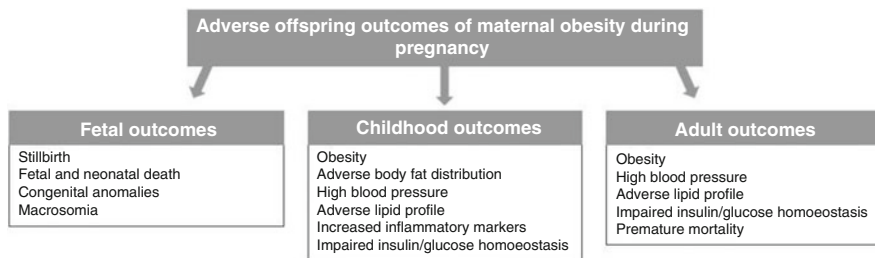 Adverse offspring outcomes of maternal obesity during
pregnancy
Fetal outcomes
Stillbirth
Fetal and neonatal death
Congenital anomalies
Macrosomia
Childhood outcomes
Obesity
Adverse body fat distribution
High blood pressure
Adverse lipid profile
Increased inflammatory markers
Impaired insulin/glucose homoeostasis
Adult outcomes
Obesity
High blood pressure
Adverse lipid profile
Impaired insulin/glucose homoeostasis
Premature mortality